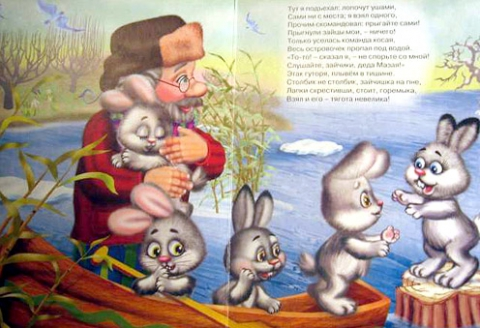 Тут я подъехал: лопочут ушами,
Сами ни с места; я взял одного,
Прочим скомандовал: прыгайте сами!
Прыгнули зайцы мои, – ничего!
Только уселась команда косая,
Весь островочек пропал под водой.
«То-то! – сказал я, – не спорьте со мной!
Слушайте, зайчики, деда Мазая!»
Этак гуторя, плывём в тишине.
Столбик не столбик, зайчишка на пне,
Лапки скрестивши, стоит, горемыка,
Взял и его – тягота невелика!